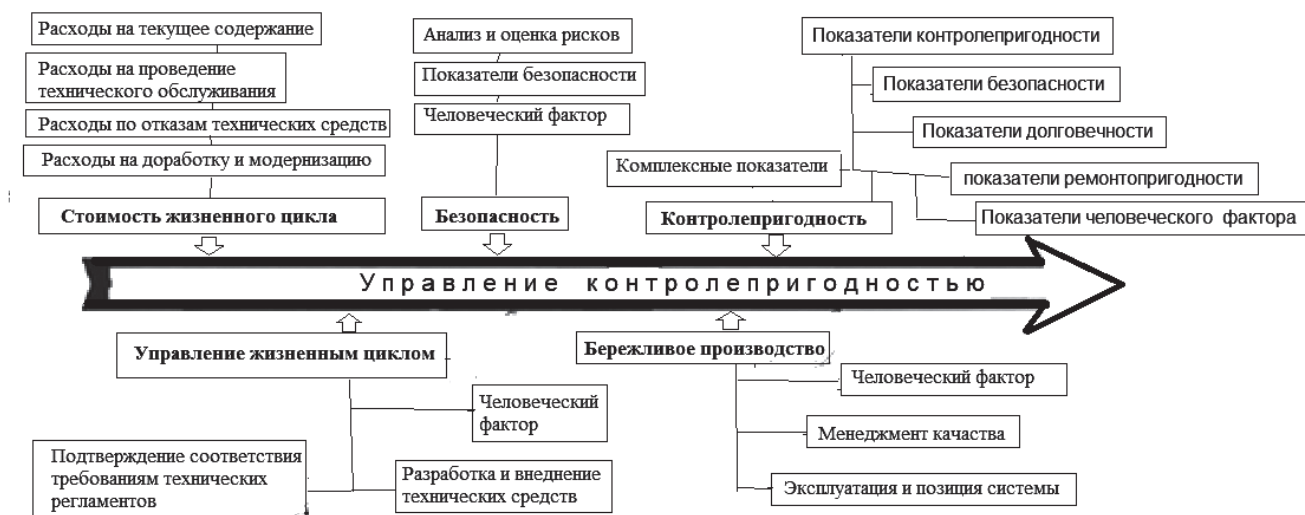 Расходы на текущее содержание
Расходы на проведение
технического обслуживания
Расходы по отказам технических средств
Расходы на доработку и модернизацию
Стоимость жизненного цикла
Анализ и оценка рисков
Показатели безопасности
Человеческий фактор
Безопасность
Показатели контролепригодности
Показатели безопасности
Показатели долговечности
Комплексные показатели
показатели ремонтопригодности
Показатели человеческого фактора
Контролепригодность
Управление контролепригодностью
Управление жизненным циклом
Человеческий
фактор
Подтверждение соответствия
требованиям технических
регламентов
Разработка и внеднение
технических средств
Бережливое производство
Человеческий фактор
Менеджмент качаства
Эксплуатация и позиция системы